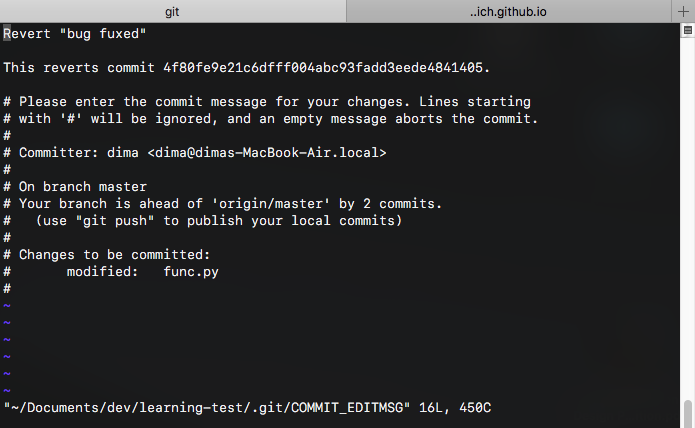 git
..ich.github.io
Revert "bug fuxed"
This reverts commit 4f80fe9e21c6dfff004abc93fadd3eede4841405.
# Please enter the commit message for your changes. Lines starting
# with '#' will be ignored, and an empty message aborts the commit.
#
# Committer: dima <dima@dimas-MacBook-Air.local>
#
# On branch master
# Your branch is ahead of 'origin/master' by 2 commits.
#   (use "git push" to publish your local commits)
#
# Changes to be committed:
#       modified:   func.py
#
~
~
~
~
~
~
"~/Documents/dev/learning-test/.git/COMMIT_EDITMSG" 16L, 450C